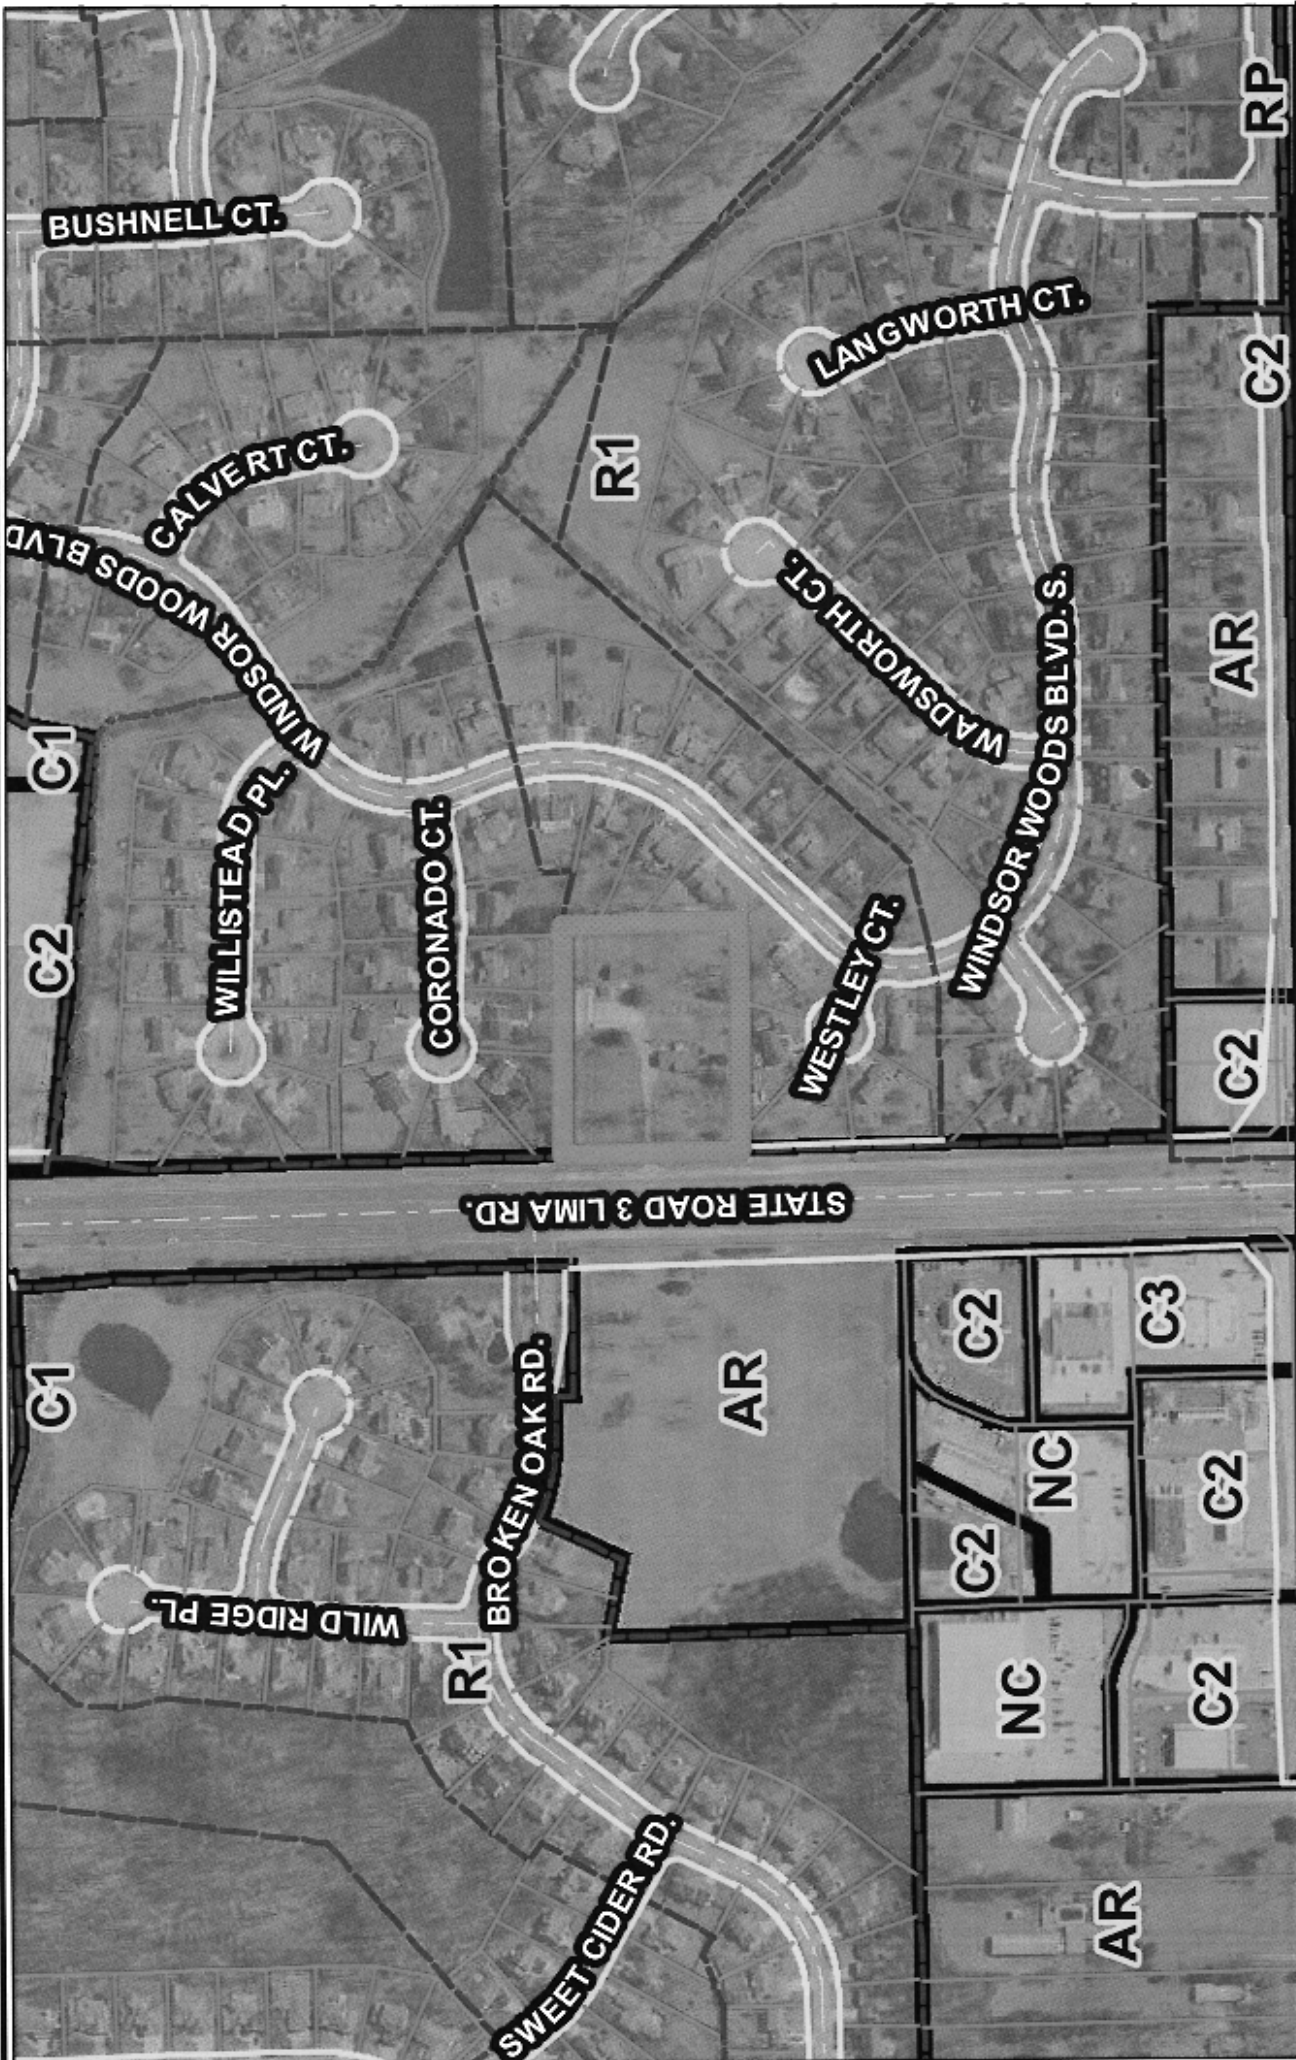 RP
BUSHNELL CT.
LANGWORTH CT.
C2
CALVERT CT.
R1
WINDSOR WOODS BLVD
WADSWORTH CT.
AR
WINDSOR WOODS BLVD. S.
C1
WILLISTEAD PL.
CORONADO CT.
C2
WESTLEY CT.
C2
STATE ROAD 3 LIMA RD.
C1
C2
C3
BROKEN OAK RD.
AR
NC
C2
C2
WILD RIDGE PL.
R1
NC
C2
SWEET CIDER RD.
AR